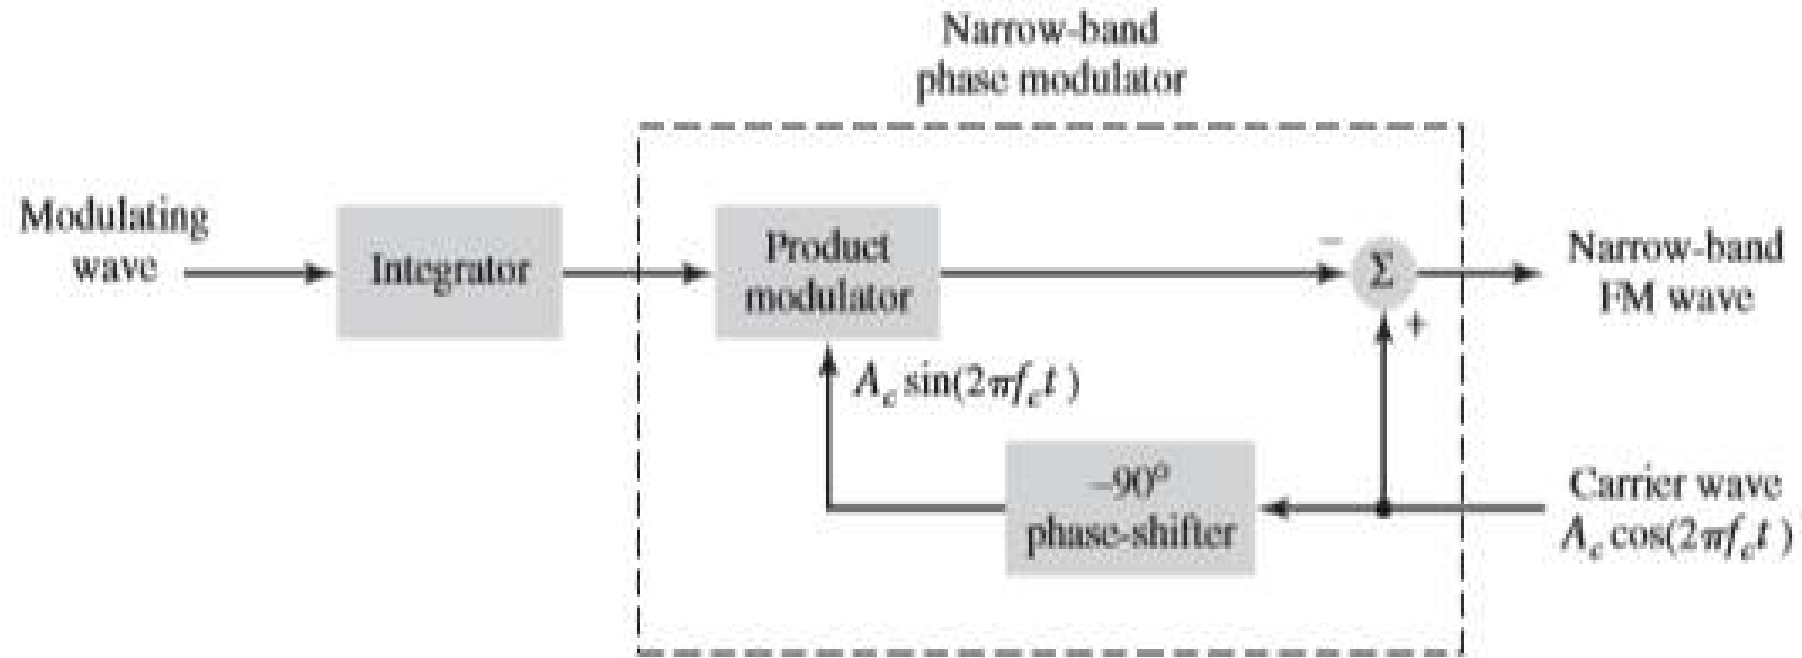 Narrow-band
phase modulator
Modulating
wave
Integrator
Product
modulator
−
Σ
+
Narrow-band
FM wave
A_c sin(2πf_c t )
–90⁰
phase-shifter
Carrier wave
A_c cos(2πf_c t )